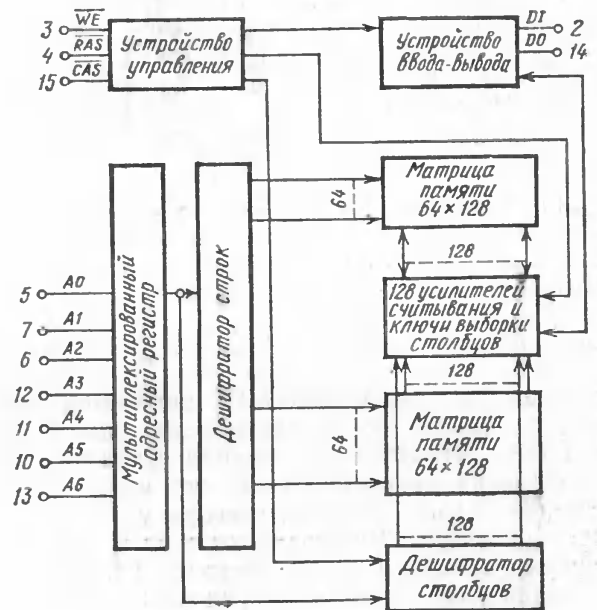 3 WE
4 RAS
15 CAS
Устройство
управления
Устройство
ввода-вывода
DI 2
DO 14
Матрица
памяти
64×128
64
128
128 усилителей
считывания и
ключи выборки
столбцов
128
Матрица
памяти
64×128
64
128
Дешифратор
столбцов
Мультиплексированный
адресный регистр
Дешифратор строк
5 A0
7 A1
6 A2
12 A3
11 A4
10 A5
13 A6